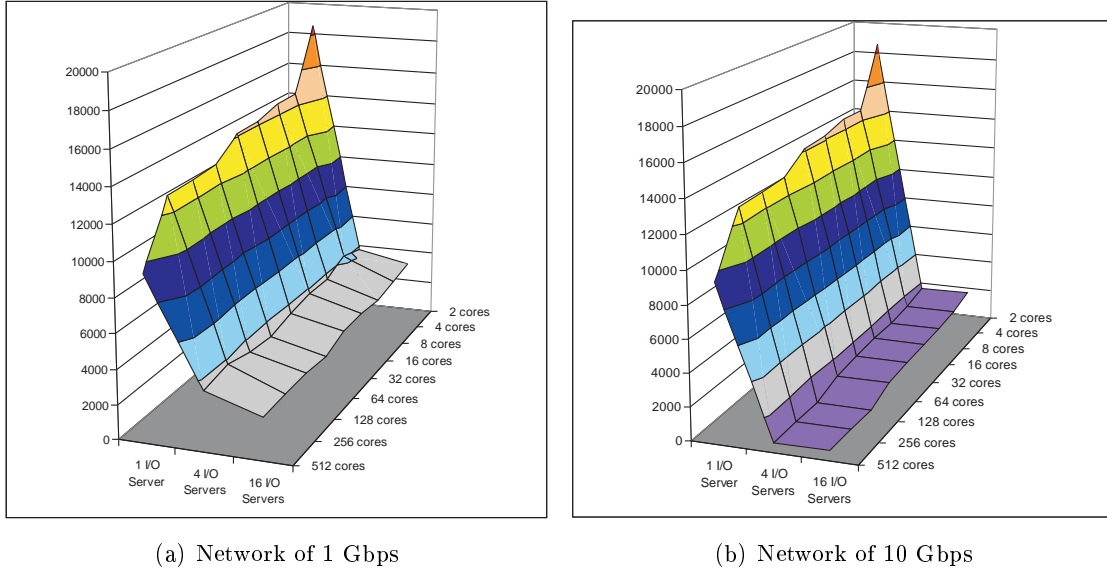 20000
18000
16000
14000
12000
10000
8000
6000
4000
2000
0
1 I/O
Server
4 I/O
Servers
16 I/O
Servers
2 cores
4 cores
8 cores
16 cores
32 cores
64 cores
128 cores
256 cores
512 cores
(a) Network of 1 Gbps
20000
18000
16000
14000
12000
10000
8000
6000
4000
2000
0
1 I/O
Server
4 I/O
Servers
16 I/O
Servers
2 cores
4 cores
8 cores
16 cores
32 cores
64 cores
128 cores
256 cores
512 cores
(b) Network of 10 Gbps